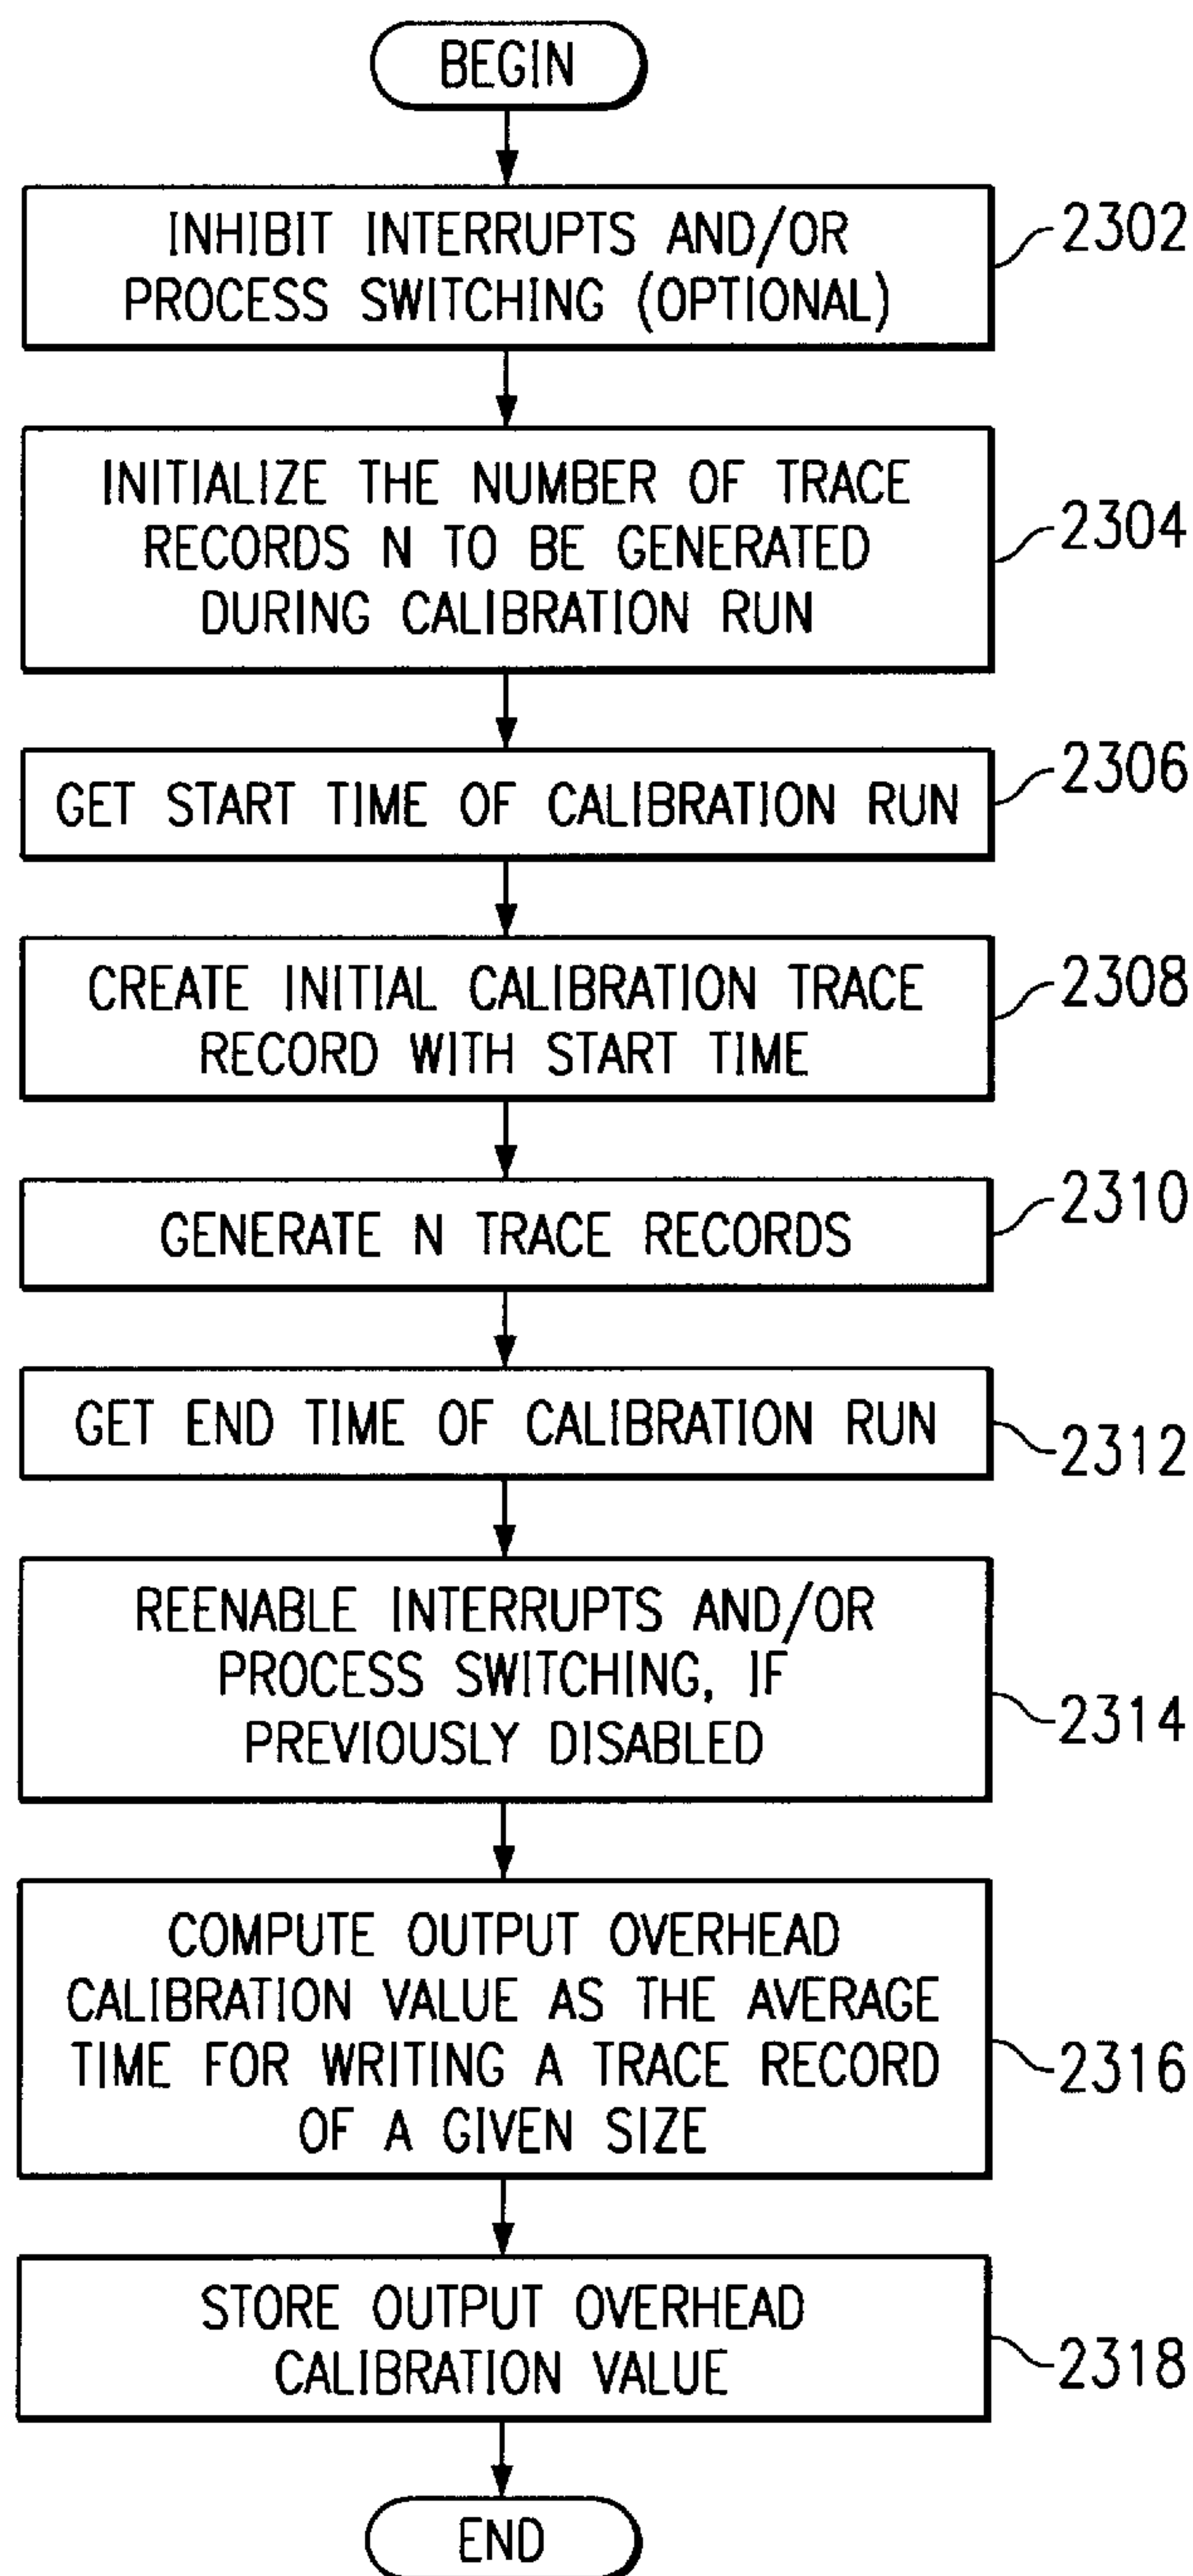 BEGIN
INHIBIT INTERRUPTS AND/OR
PROCESS SWITCHING (OPTIONAL)
2302
INITIALIZE THE NUMBER OF TRACE
RECORDS N TO BE GENERATED
DURING CALIBRATION RUN
2304
GET START TIME OF CALIBRATION RUN
2306
CREATE INITIAL CALIBRATION TRACE
RECORD WITH START TIME
2308
GENERATE N TRACE RECORDS
2310
GET END TIME OF CALIBRATION RUN
2312
REENABLE INTERRUPTS AND/OR
PROCESS SWITCHING, IF
PREVIOUSLY DISABLED
2314
COMPUTE OUTPUT OVERHEAD
CALIBRATION VALUE AS THE AVERAGE
TIME FOR WRITING A TRACE RECORD
OF A GIVEN SIZE
2316
STORE OUTPUT OVERHEAD
CALIBRATION VALUE
2318
END